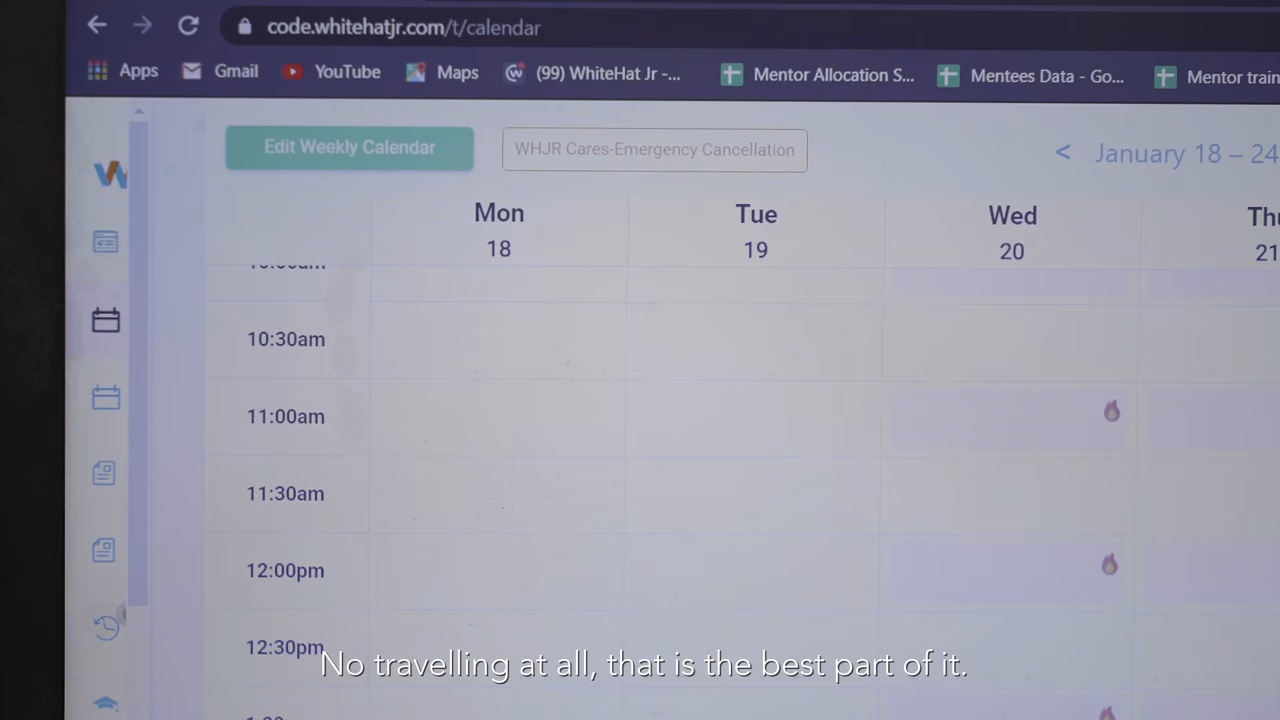 code.whitehatjr.com/t/calendar
Apps Gmail YouTube Maps (99) WhiteHat Jr -... Mentor Allocation S... Mentees Data - Go... Mentor train
Edit Weekly Calendar WHJR Cares-Emergency Cancellation < January 18 – 24
Mon Tue Wed Thu
18 19 20 21
10:30am
11:00am
11:30am
12:00pm
12:30pm
No travelling at all, that is the best part of it.